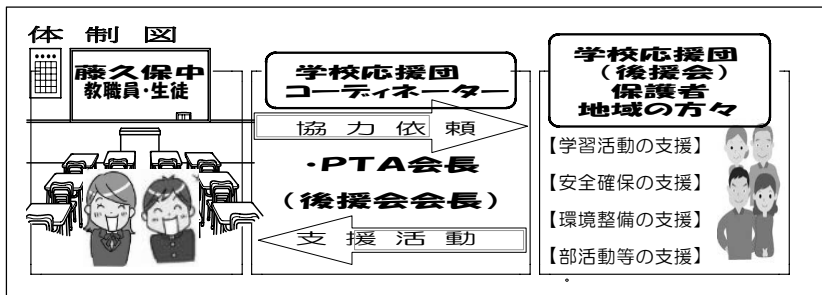 体制図
藤久保中
教職員・生徒
学校応援団
コーディネーター
協力依頼
・PTA会長
（後援会会長）
支援活動
学校応援団
（後援会）
保護者
地域の方々
【学習活動の支援】
【安全確保の支援】
【環境整備の支援】
【部活動等の支援】